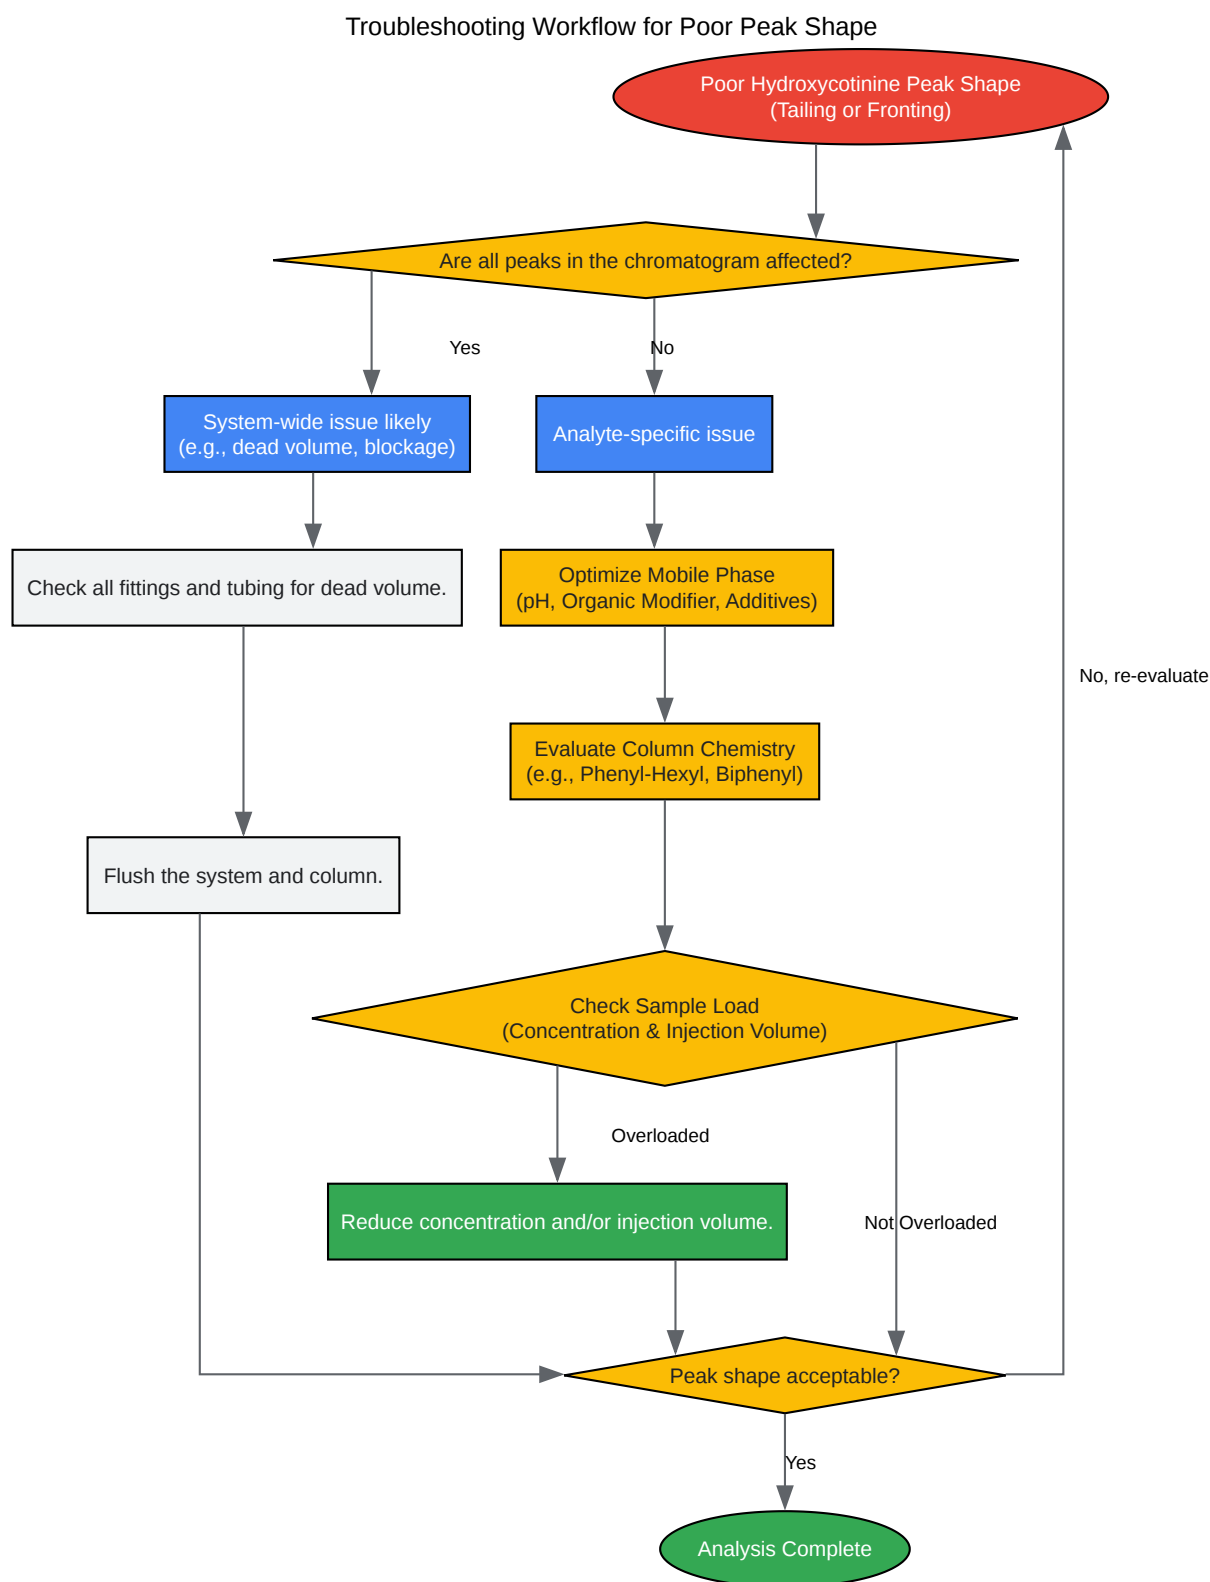 Troubleshooting Workflow for Poor Peak Shape
Poor Hydroxycotinine Peak Shape
(Tailing or Fronting)
Are all peaks in the chromatogram affected?
Yes
No
System-wide issue likely
(e.g., dead volume, blockage)
Analyte-specific issue
Check all fittings and tubing for dead volume.
Optimize Mobile Phase
(pH, Organic Modifier, Additives)
No, re-evaluate
Evaluate Column Chemistry
(e.g., Phenyl-Hexyl, Biphenyl)
Flush the system and column.
Check Sample Load
(Concentration & Injection Volume)
Overloaded
Reduce concentration and/or injection volume.
Not Overloaded
Peak shape acceptable?
Yes
Analysis Complete